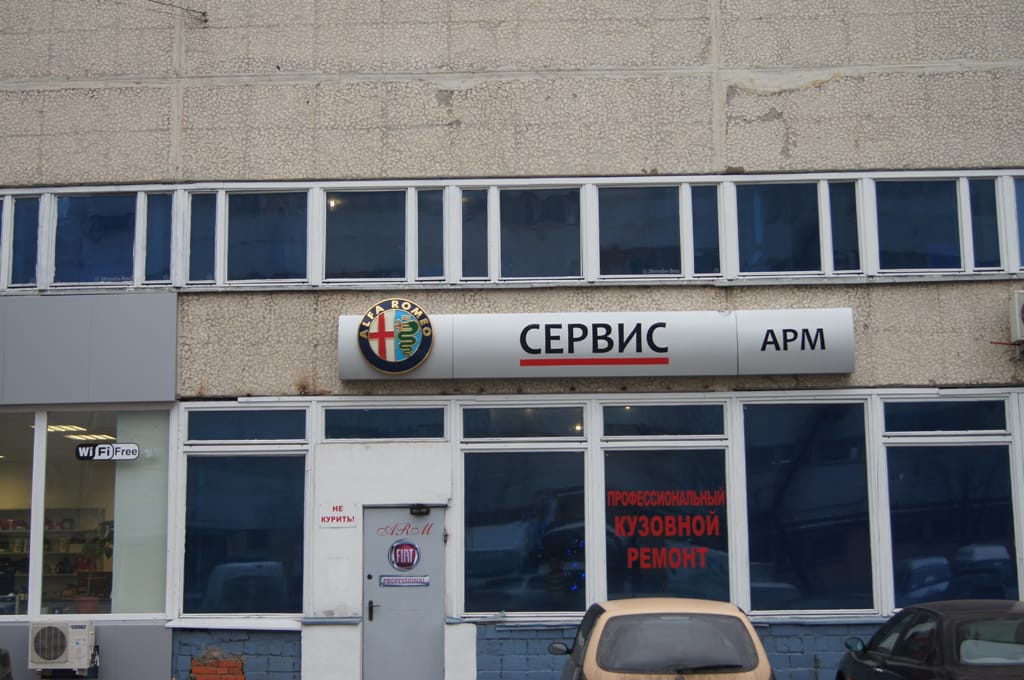 ALFA ROMEO
СЕРВИС
АРМ
WiFi Free
НЕ
КУРИТЬ!
ARM
FIAT
PROFESSIONAL
ПРОФЕССИОНАЛЬНЫЙ
КУЗОВНОЙ
РЕМОНТ